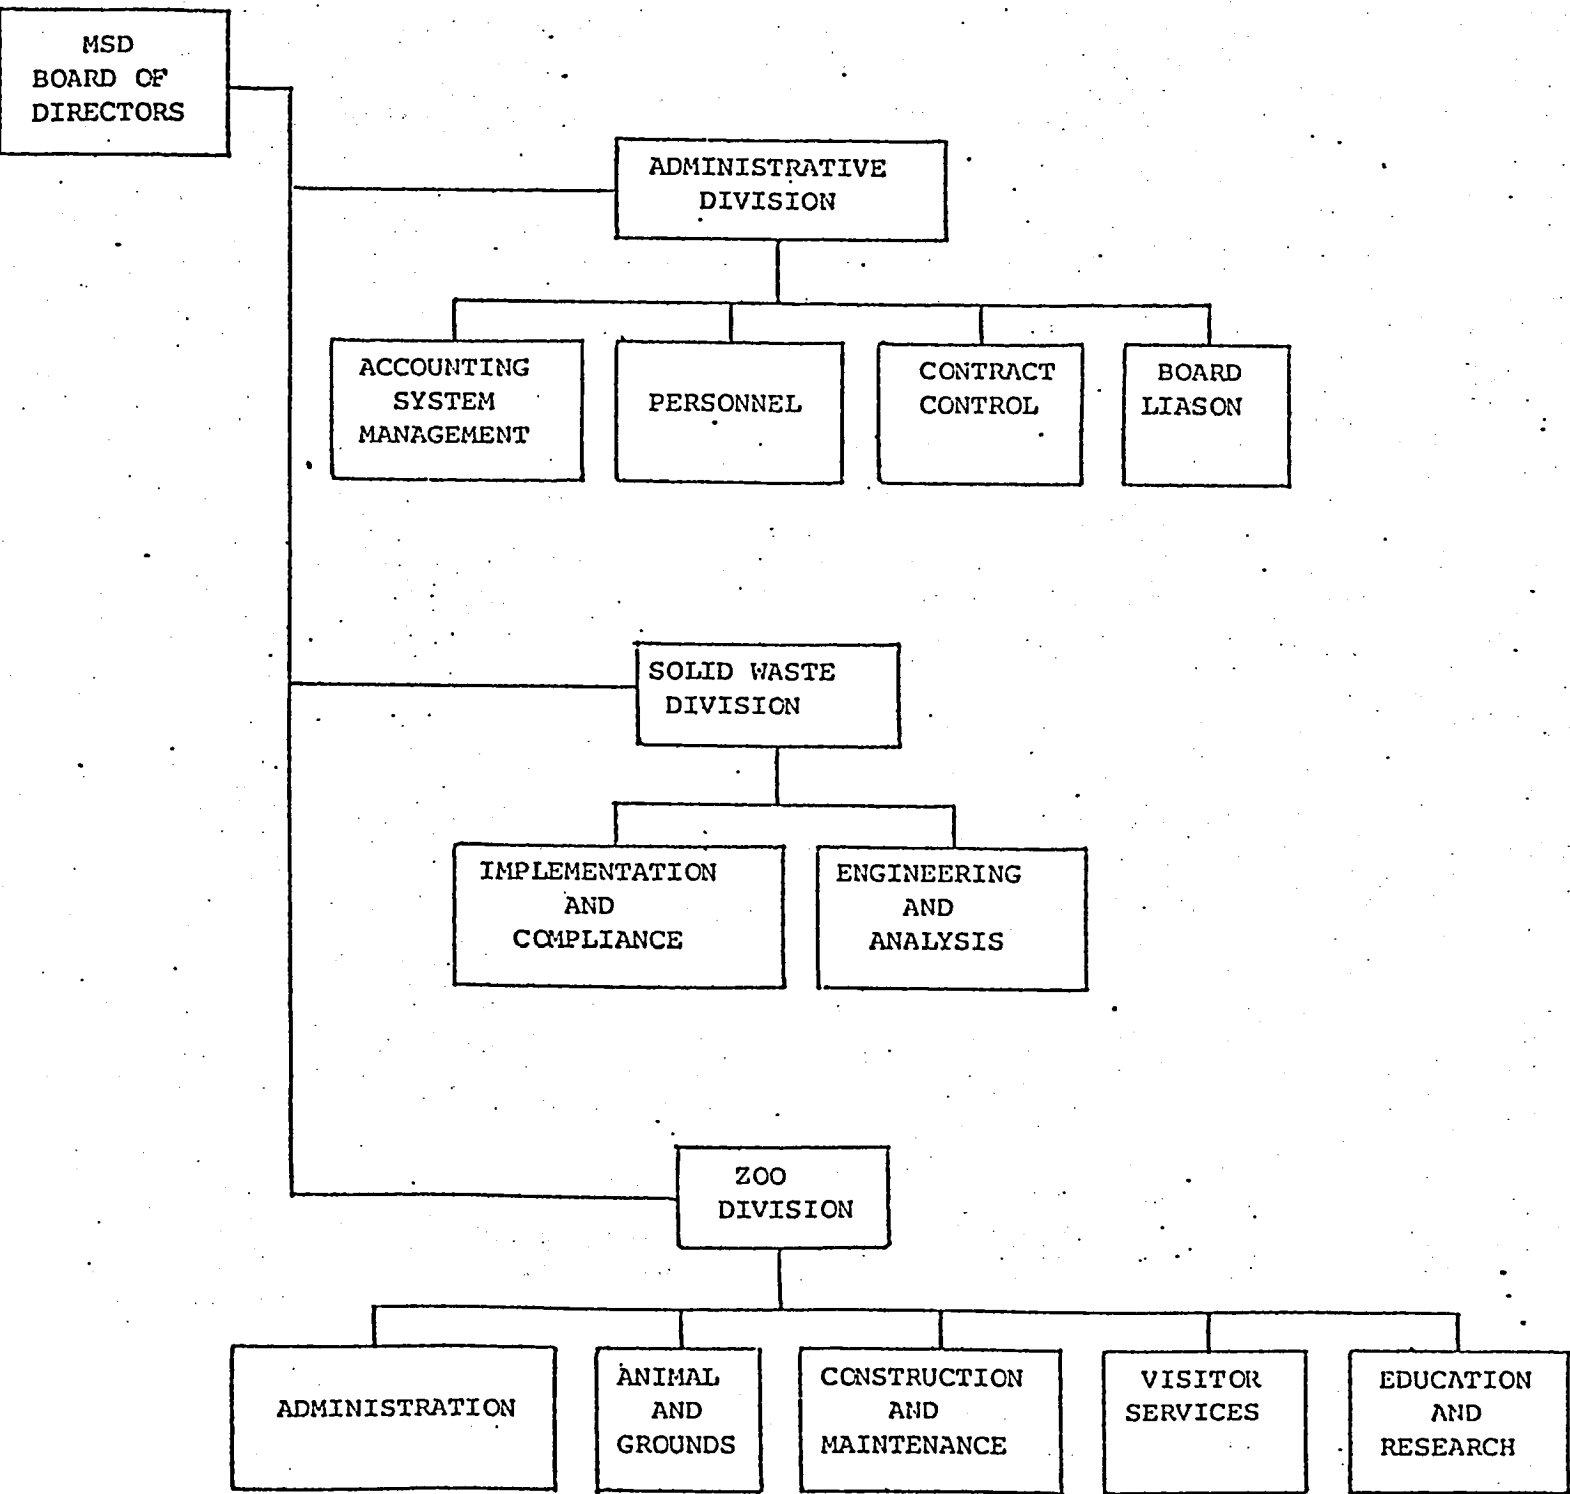 MSD
BOARD OF
DIRECTORS
ADMINISTRATIVE
DIVISION
ACCOUNTING
SYSTEM
MANAGEMENT
PERSONNEL
CONTRACT
CONTROL
BOARD
LIASON
SOLID WASTE
DIVISION
IMPLEMENTATION
AND
COMPLIANCE
ENGINEERING
AND
ANALYSIS
ZOO
DIVISION
ADMINISTRATION
ANIMAL
AND
GROUNDS
CONSTRUCTION
AND
MAINTENANCE
VISITOR
SERVICES
EDUCATION
AND
RESEARCH